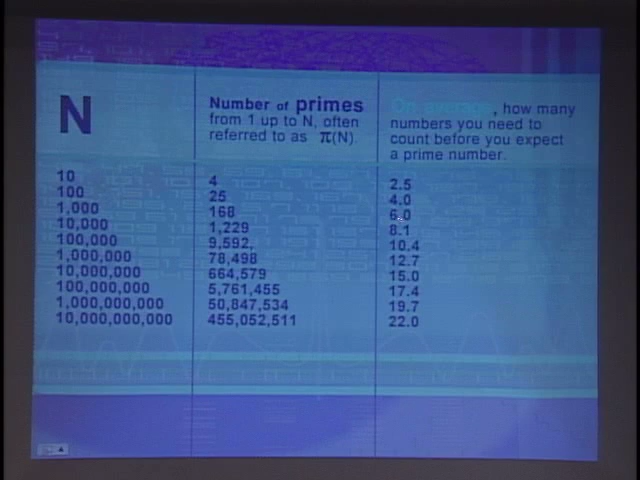 N
Number of primes
from 1 up to N, often
referred to as π(N).
On average, how many
numbers you need to
count before you expect
a prime number.
10 4 2.5
100 25 4.0
1,000 168 6.0
10,000 1,229 8.1
100,000 9,592, 10.4
1,000,000 78,498 12.7
10,000,000 664,579 15.0
100,000,000 5,761,455 17.4
1,000,000,000 50,847,534 19.7
10,000,000,000 455,052,511 22.0